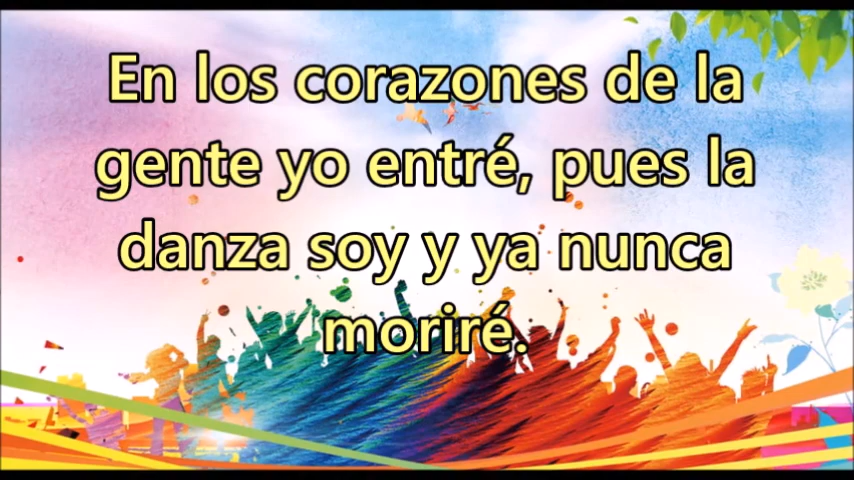 En los corazones de la
gente yo entré, pues la
danza soy y ya nunca
moriré.